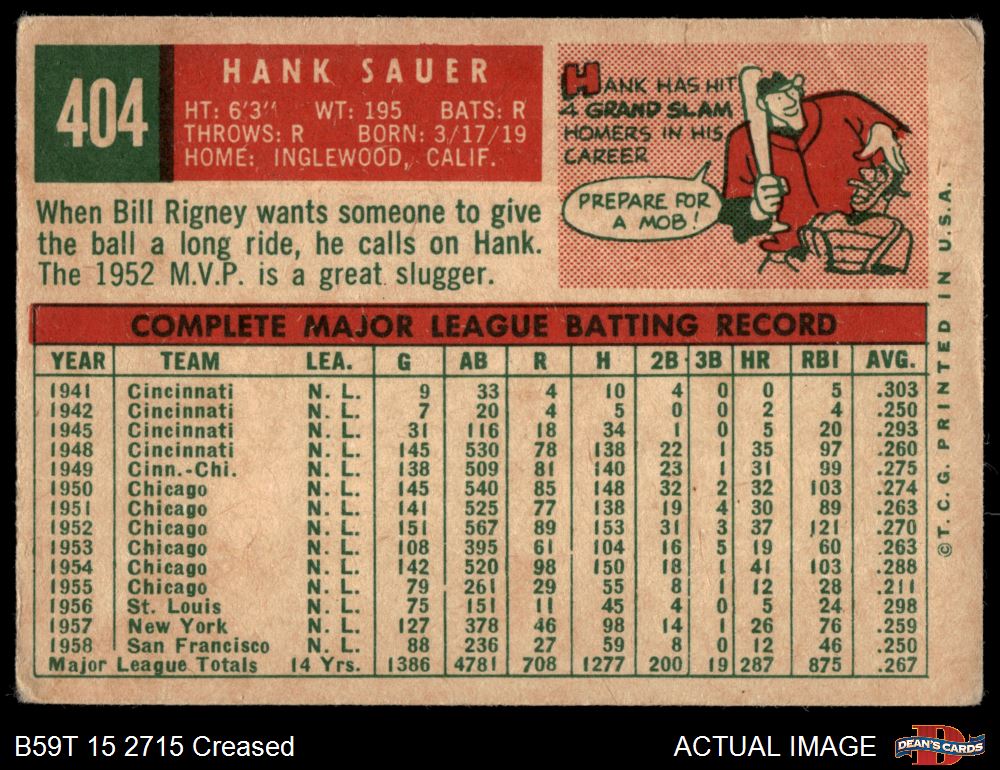 404
HANK SAUER
HT: 6'3" WT: 195 BATS: R
THROWS: R BORN: 3/17/19
HOME: INGLEWOOD, CALIF.
HANK HAS HIT
4 GRAND SLAM
HOMERS IN HIS
CAREER
PREPARE FOR
A MOB!
When Bill Rigney wants someone to give
the ball a long ride, he calls on Hank.
The 1952 M.V.P. is a great slugger.
COMPLETE MAJOR LEAGUE BATTING RECORD
YEAR TEAM LEA. G AB R H 2B 3B HR RBI AVG.
1941 Cincinnati N. L. 9 33 4 10 4 0 0 5 .303
1942 Cincinnati N. L. 7 20 4 5 0 0 2 4 .250
1945 Cincinnati N. L. 31 116 18 34 1 0 5 20 .293
1948 Cincinnati N. L. 145 530 78 138 22 1 35 97 .260
1949 Cinn.-Chi. N. L. 138 509 81 140 23 1 31 99 .275
1950 Chicago N. L. 145 540 85 148 32 2 32 103 .274
1951 Chicago N. L. 141 525 77 138 19 4 30 89 .263
1952 Chicago N. L. 151 567 89 153 31 3 37 121 .270
1953 Chicago N. L. 108 395 61 104 16 5 19 60 .263
1954 Chicago N. L. 142 520 98 150 18 1 41 103 .288
1955 Chicago N. L. 79 261 29 55 8 1 12 28 .211
1956 St. Louis N. L. 75 151 11 45 4 0 5 24 .298
1957 New York N. L. 127 378 46 98 14 1 26 76 .259
1958 San Francisco N. L. 88 236 27 59 8 0 12 46 .250
Major League Totals 14 Yrs. 1386 4781 708 1277 200 19 287 875 .267
©T. C. G. PRINTED IN U.S.A.
B59T 15 2715 Creased
ACTUAL IMAGE
D
DEAN'S CARDS